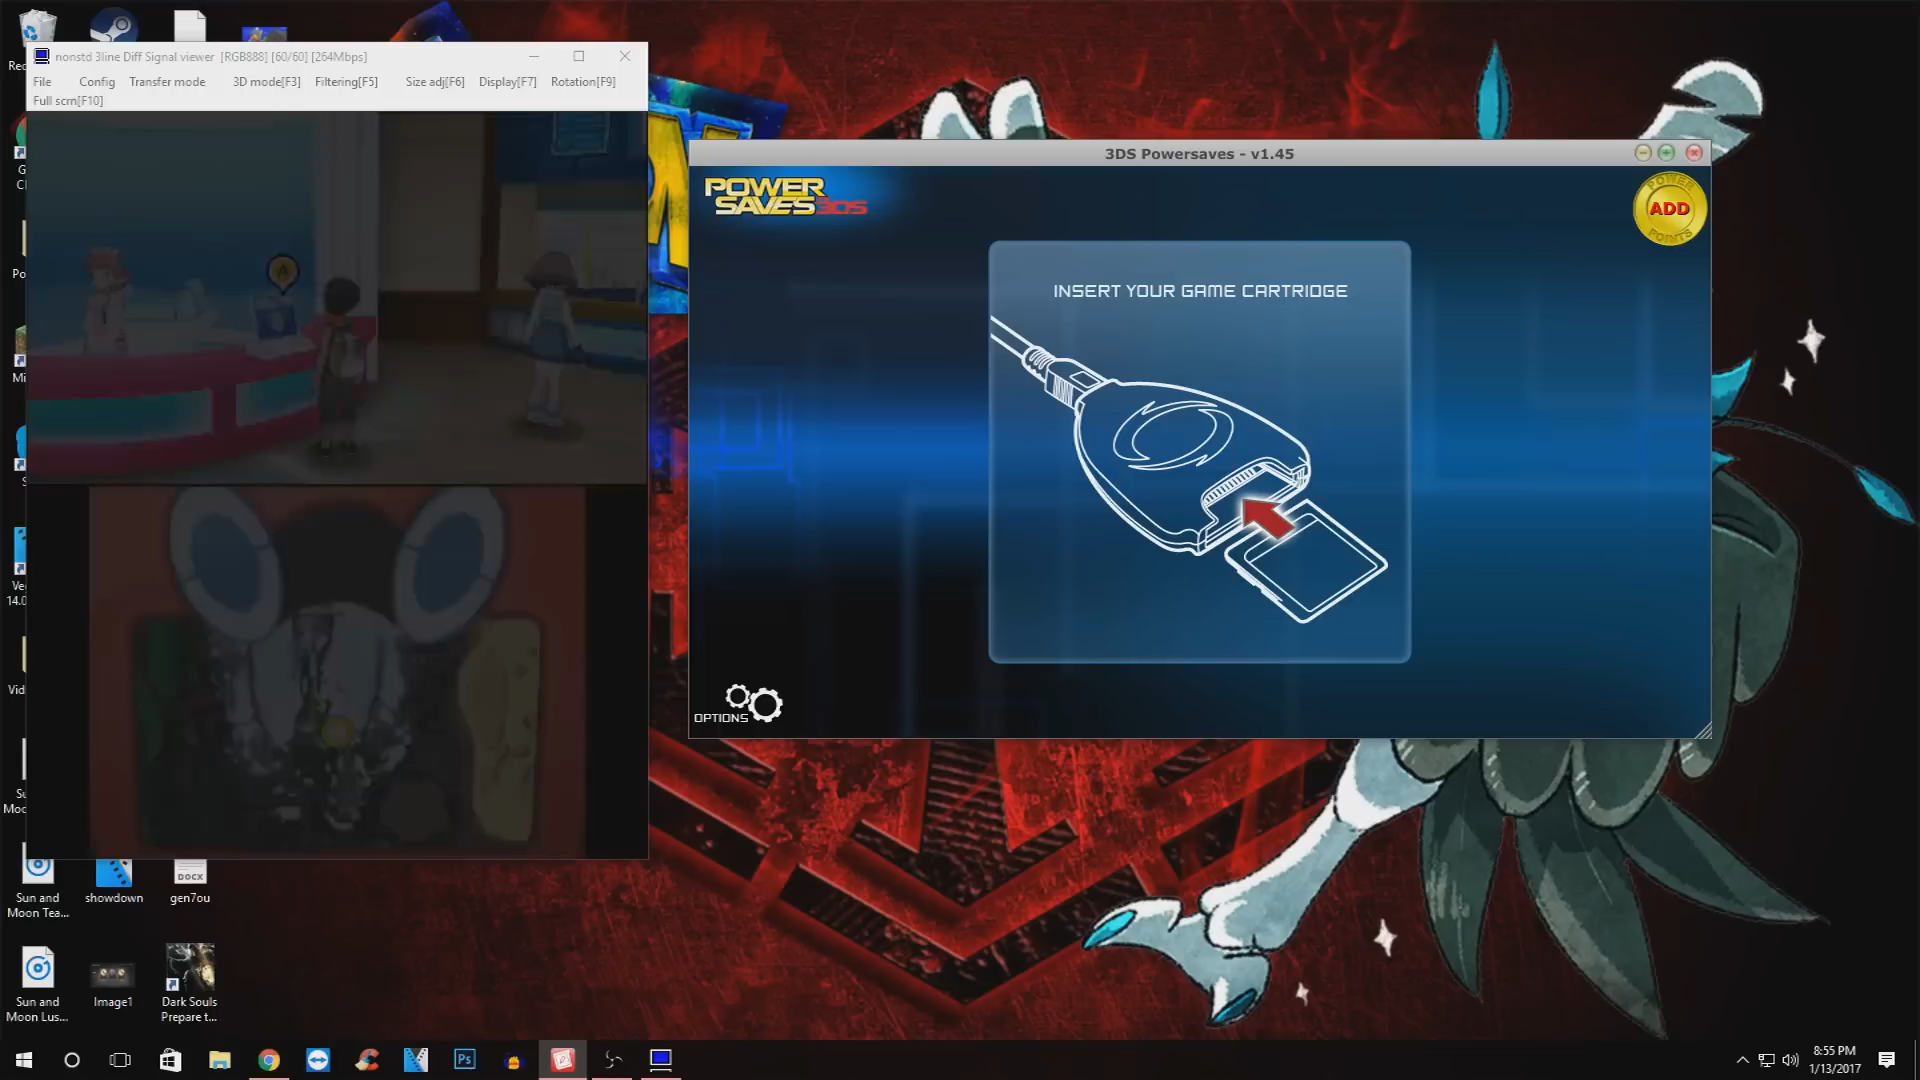 nonstd 3line Diff Signal viewer [RGB888] [60/60] [264Mbps]
File Config Transfer mode 3D mode[F3] Filtering[F5] Size adj[F6] Display[F7] Rotation[F9]
Full scrn[F10]
3DS Powersaves - v1.45
POWER
SAVES 3DS
POWER
ADD
POINTS
INSERT YOUR GAME CARTRIDGE
OPTIONS
DOCX
Sun and
Moon Tea...
showdown
gen7ou
Sun and
Moon Lus...
Image1
Dark Souls
Prepare t...
Ps
8:55 PM
1/13/2017